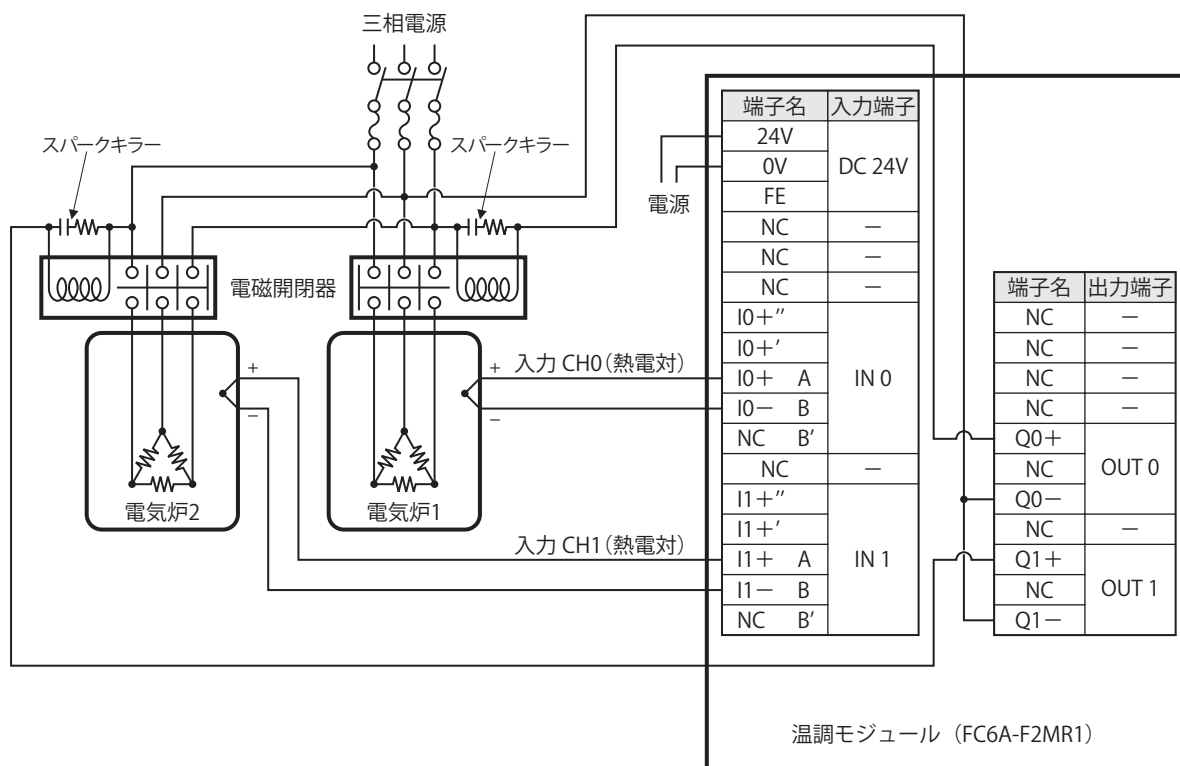 三相電源
スパークキラー
スパークキラー
電磁開閉器
電気炉2
電気炉1
+
−
+
−
入力 CH0(熱電対)
入力 CH1(熱電対)
電源
端子名 入力端子
24V
0V DC 24V
FE
NC −
NC −
NC −
I0+″
I0+′
I0+ A IN 0
I0− B
NC B′
NC −
I1+″
I1+′
I1+ A IN 1
I1− B
NC B′
端子名 出力端子
NC −
NC −
NC −
NC −
Q0+
NC OUT 0
Q0−
NC −
Q1+
NC OUT 1
Q1−
温調モジュール（FC6A-F2MR1）